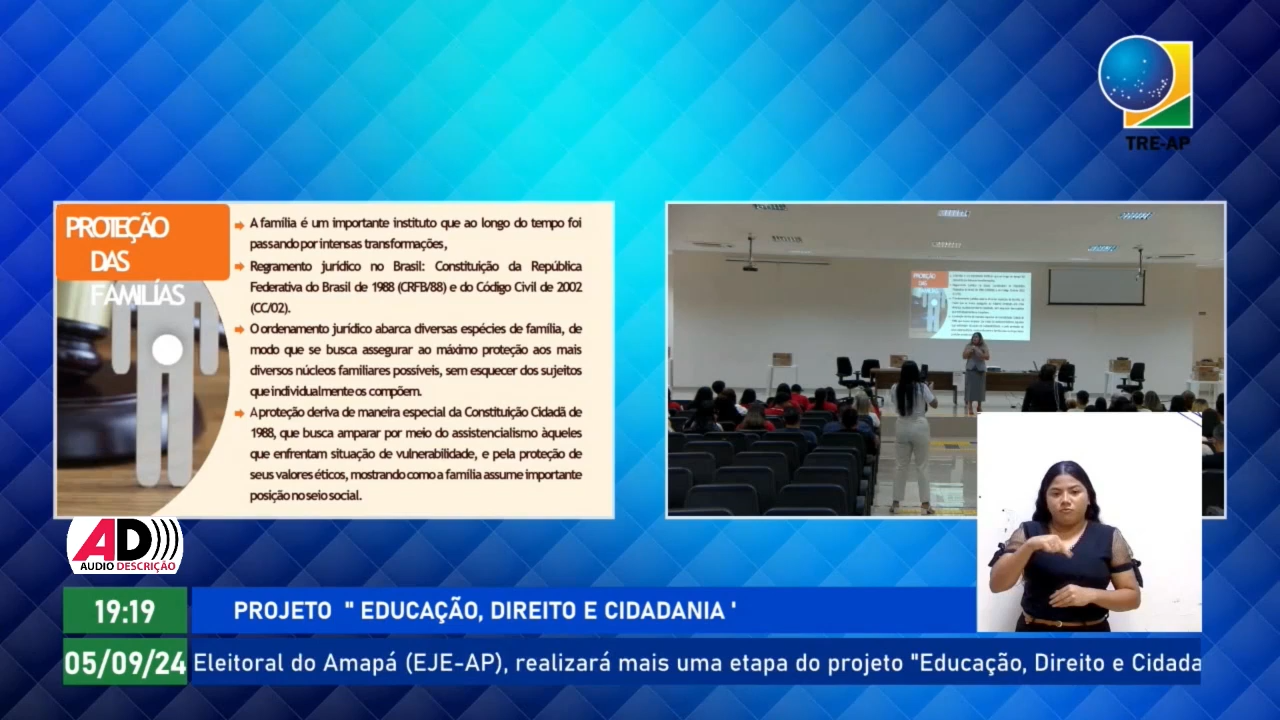 TRE-AP
PROTEÇÃO
DAS
FAMILÍAS
A família é um importante instituto que ao longo do tempo foi
passando por intensas transformações,
Regramento jurídico no Brasil: Constituição da República
Federativa do Brasil de 1988 (CRFB/88) e do Código Civil de 2002
(CC/02).
O ordenamento jurídico abarca diversas espécies de família, de
modo que se busca assegurar ao máximo proteção aos mais
diversos núcleos familiares possíveis, sem esquecer dos sujeitos
que individualmente os compõem.
A proteção deriva de maneira especial da Constituição Cidadã de
1988, que busca amparar por meio do assistencialismo àqueles
que enfrentam situação de vulnerabilidade, e pela proteção de
seus valores éticos, mostrando como a família assume importante
posição no seio social.
PROTEÇÃO
DAS
AD
AUDIO DESCRIÇÃO
19:19
PROJETO " EDUCAÇÃO, DIREITO E CIDADANIA '
05/09/24
Eleitoral do Amapá (EJE-AP), realizará mais uma etapa do projeto "Educação, Direito e Cidada